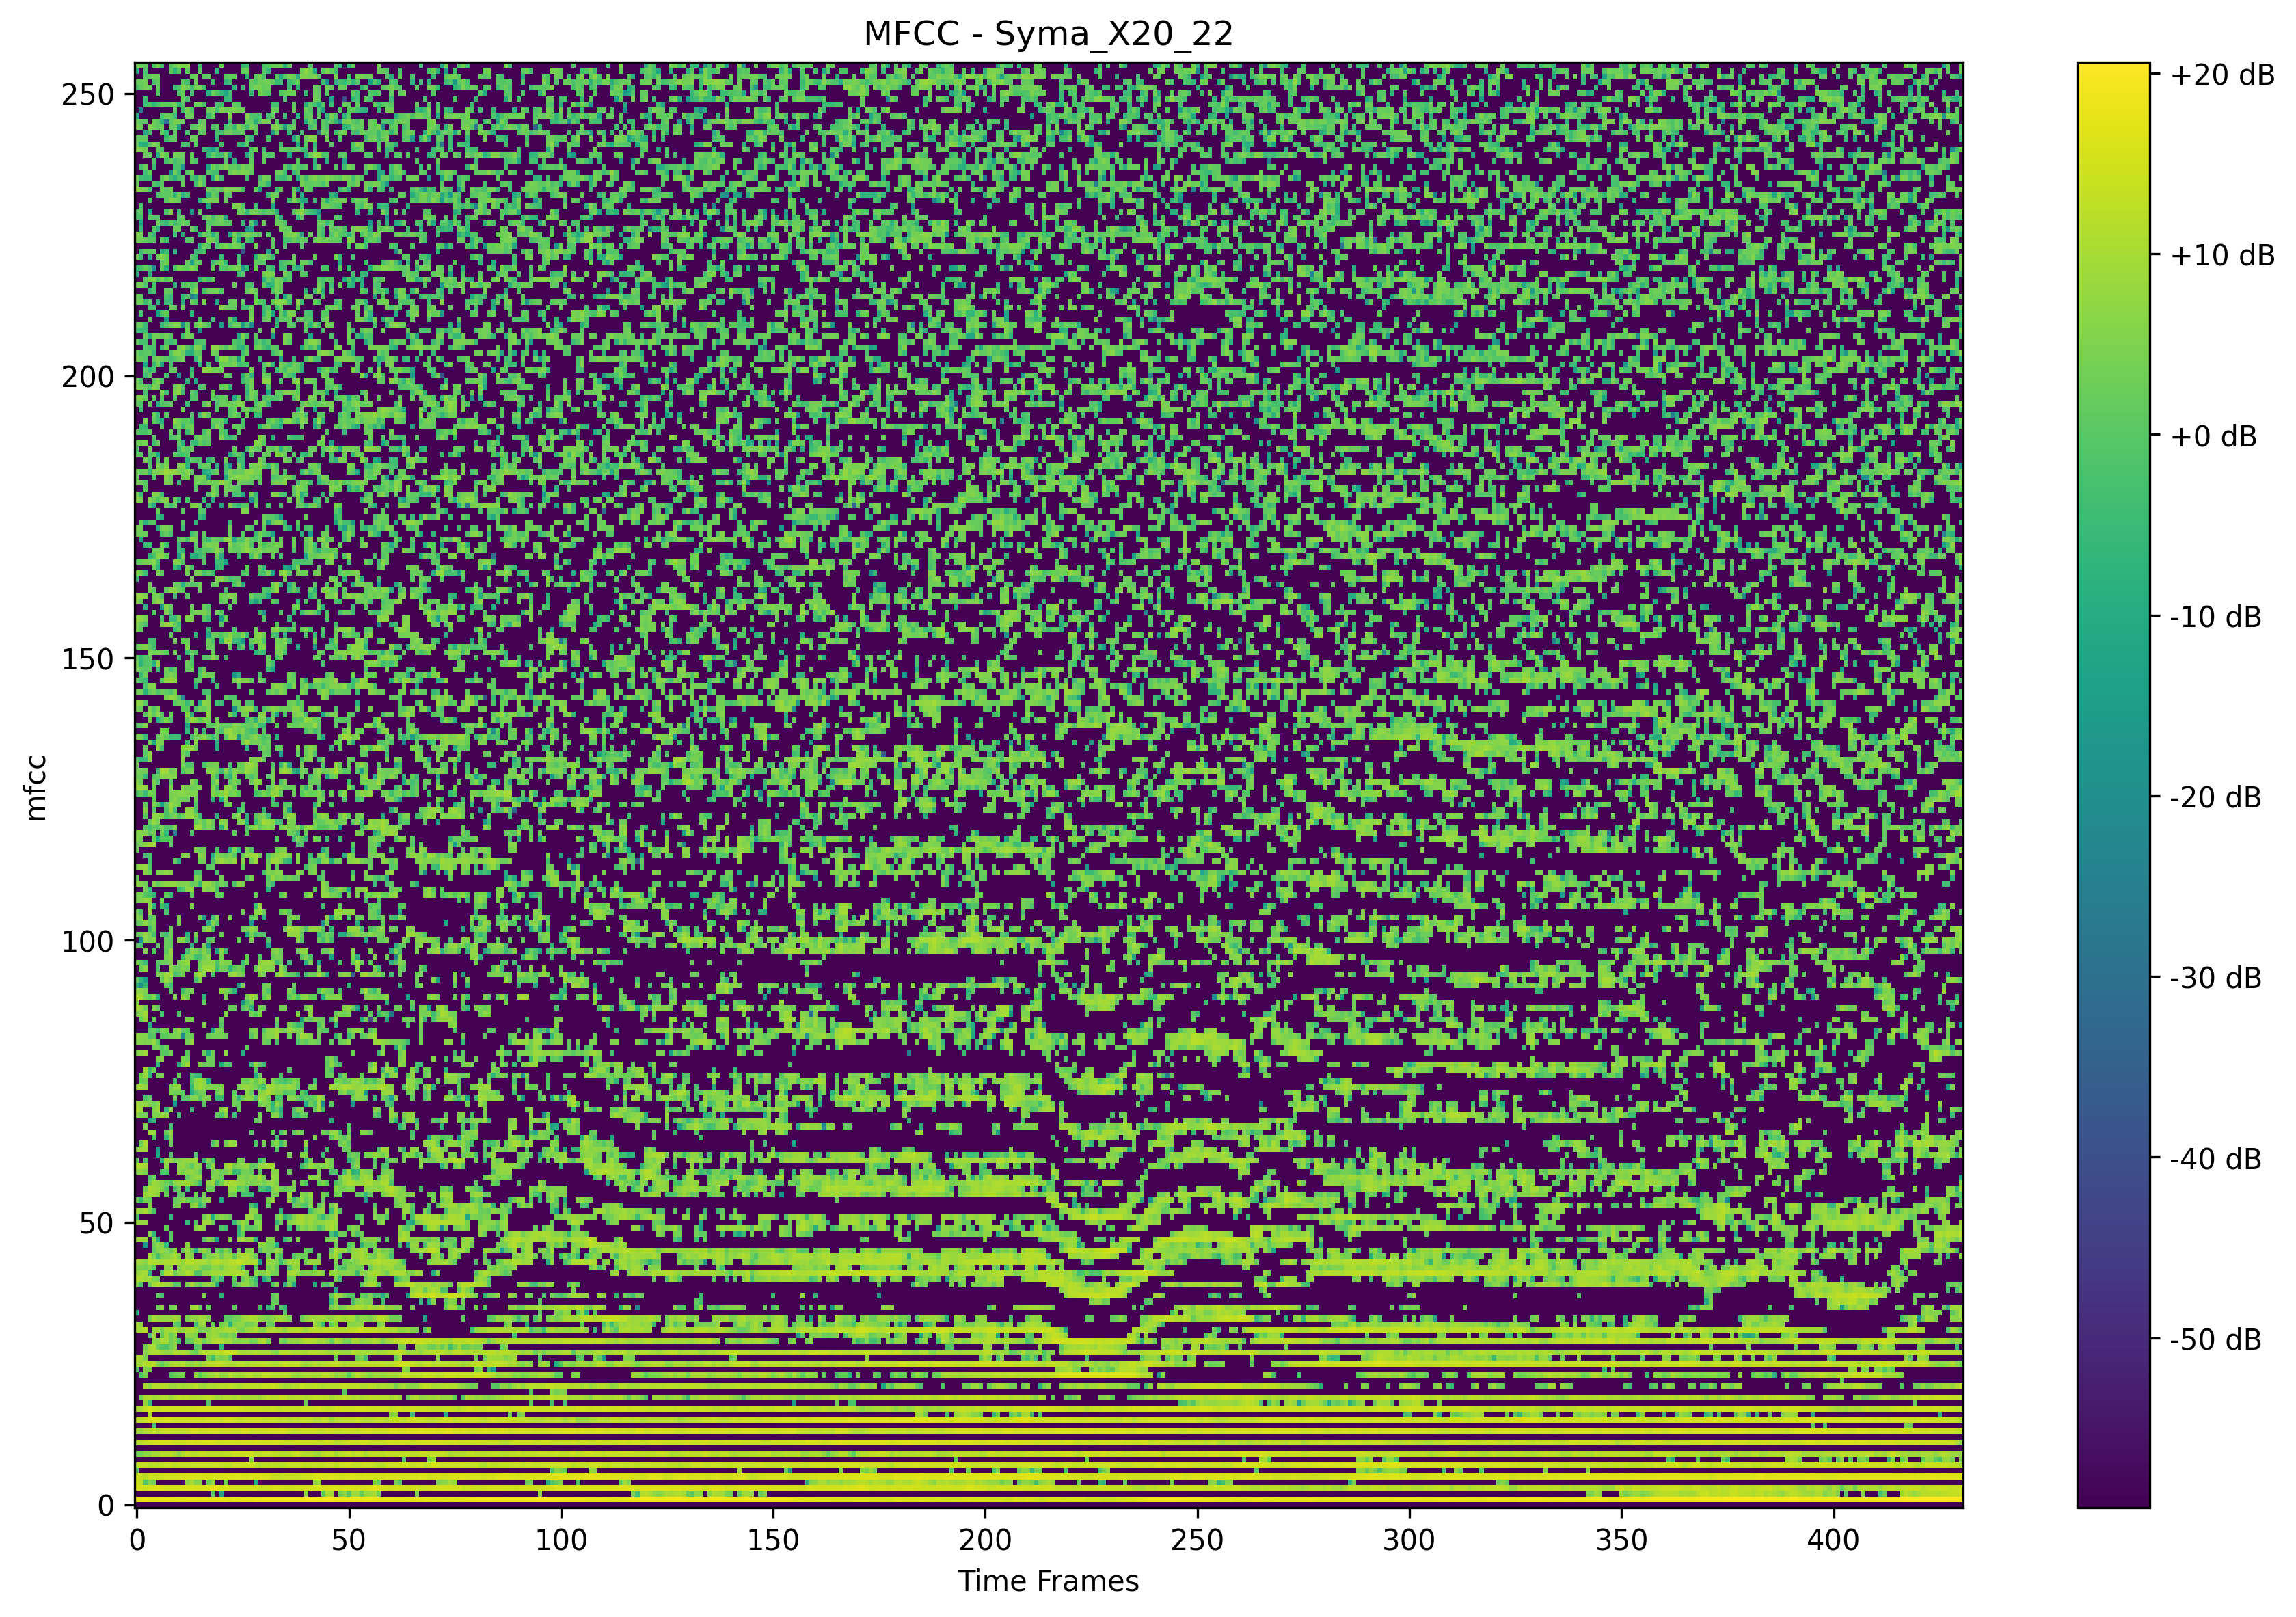 MFCC - Syma_X20_22
250
200
150
100
50
0
mfcc
0 50 100 150 200 250 300 350 400
Time Frames
+20 dB
+10 dB
+0 dB
-10 dB
-20 dB
-30 dB
-40 dB
-50 dB